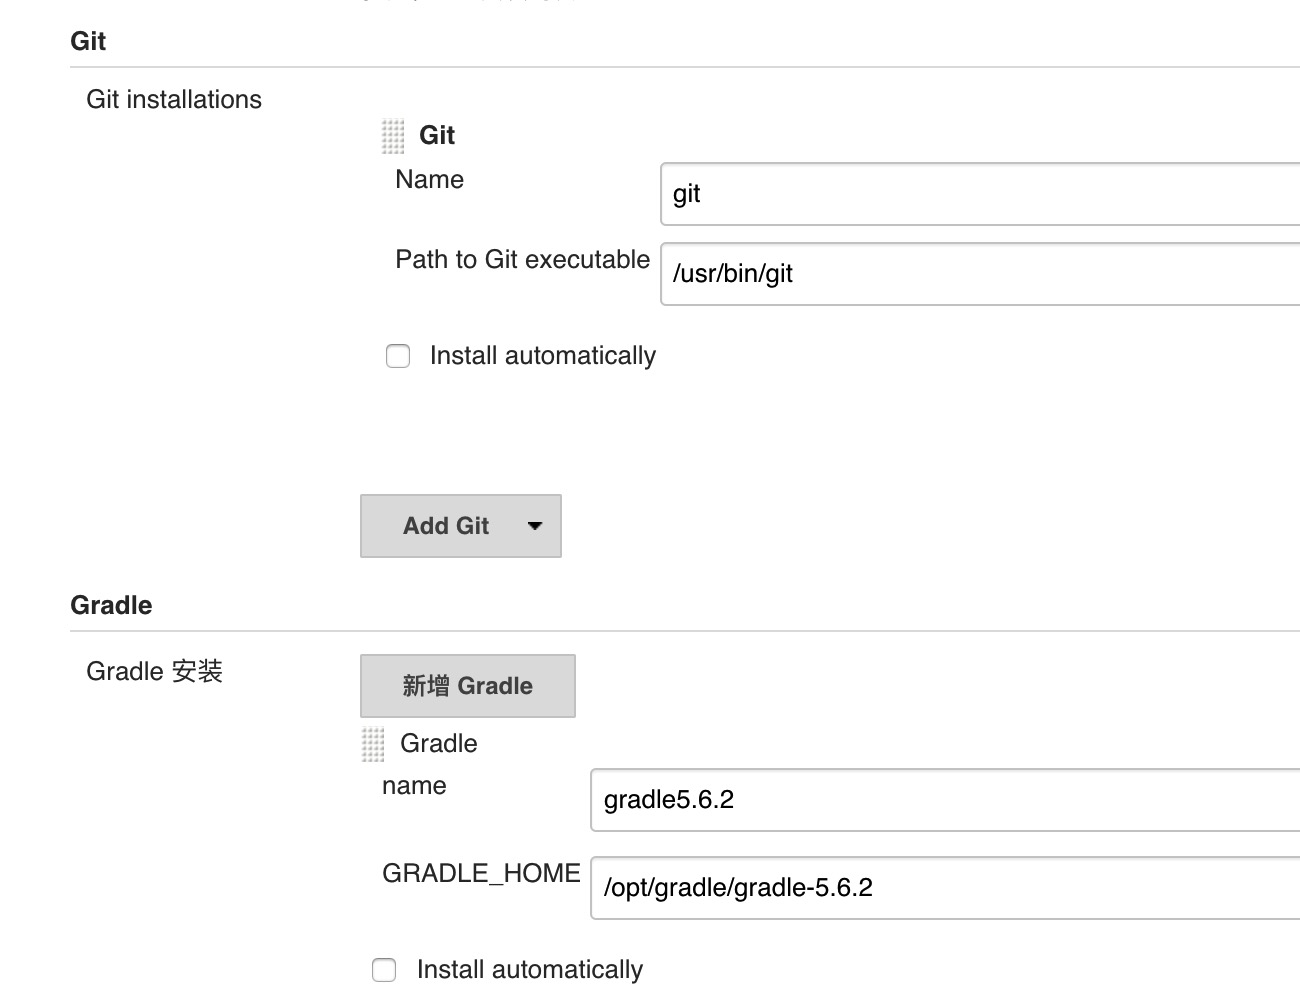 Git
Git installations
Git
Name
git
Path to Git executable
/usr/bin/git
Install automatically
Add Git
Gradle
Gradle 安装
新增 Gradle
Gradle
name
gradle5.6.2
GRADLE_HOME
/opt/gradle/gradle-5.6.2
Install automatically